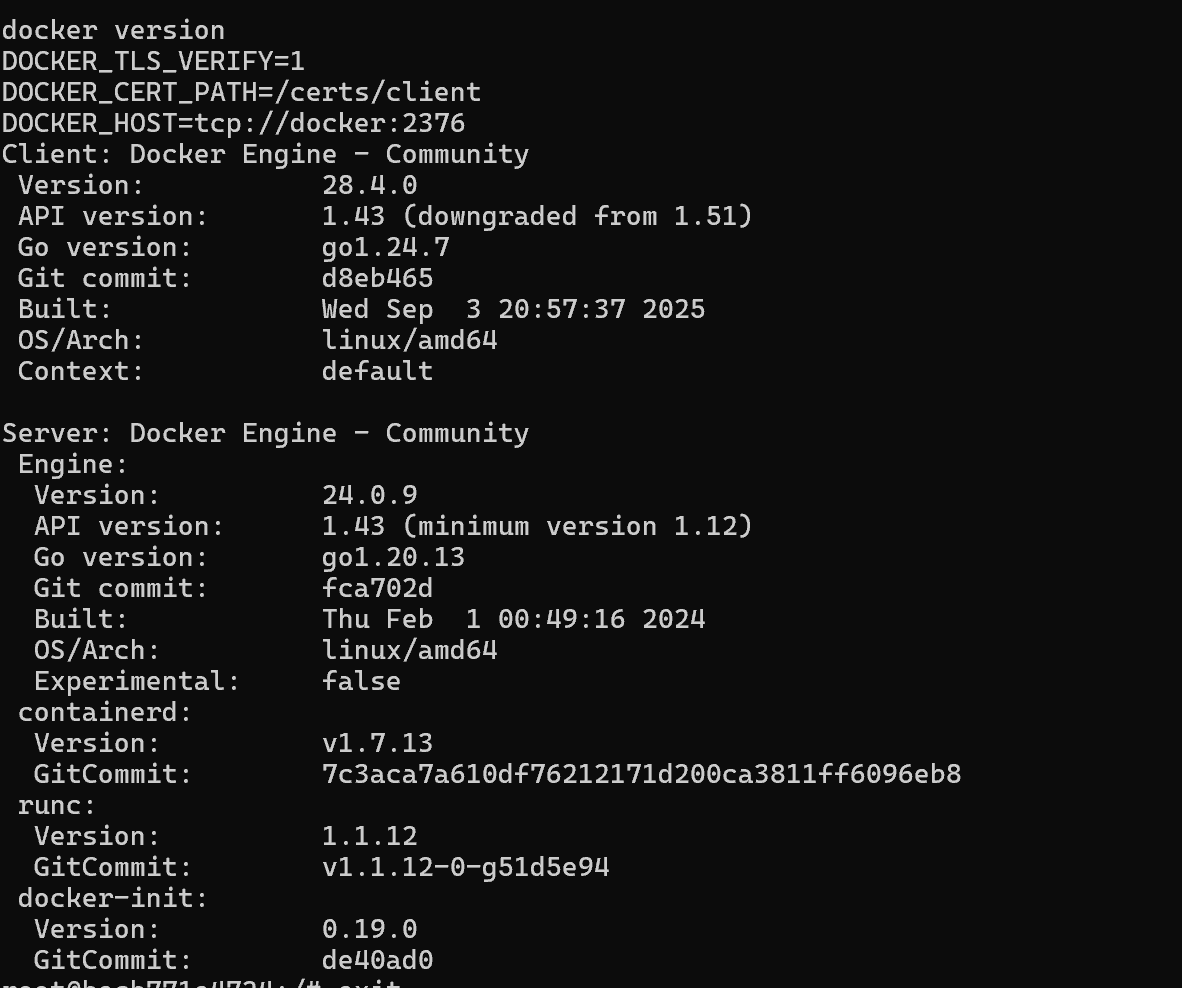 docker version
DOCKER_TLS_VERIFY=1
DOCKER_CERT_PATH=/certs/client
DOCKER_HOST=tcp://docker:2376
Client: Docker Engine - Community
 Version:           28.4.0
 API version:       1.43 (downgraded from 1.51)
 Go version:        go1.24.7
 Git commit:        d8eb465
 Built:             Wed Sep  3 20:57:37 2025
 OS/Arch:           linux/amd64
 Context:           default

Server: Docker Engine - Community
 Engine:
  Version:          24.0.9
  API version:      1.43 (minimum version 1.12)
  Go version:       go1.20.13
  Git commit:       fca702d
  Built:            Thu Feb  1 00:49:16 2024
  OS/Arch:          linux/amd64
  Experimental:     false
 containerd:
  Version:          v1.7.13
  GitCommit:        7c3aca7a610df76212171d200ca3811ff6096eb8
 runc:
  Version:          1.1.12
  GitCommit:        v1.1.12-0-g51d5e94
 docker-init:
  Version:          0.19.0
  GitCommit:        de40ad0
exit